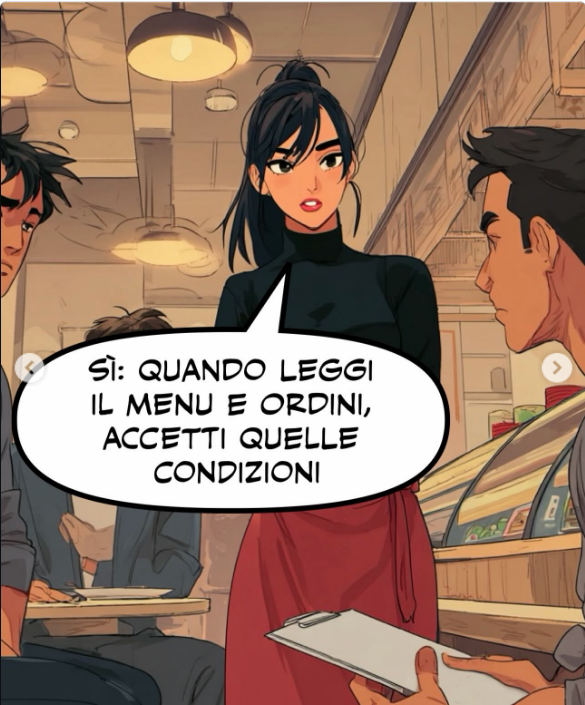 SÌ: QUANDO LEGGI
IL MENU E ORDINI,
ACCETTI QUELLE
CONDIZIONI